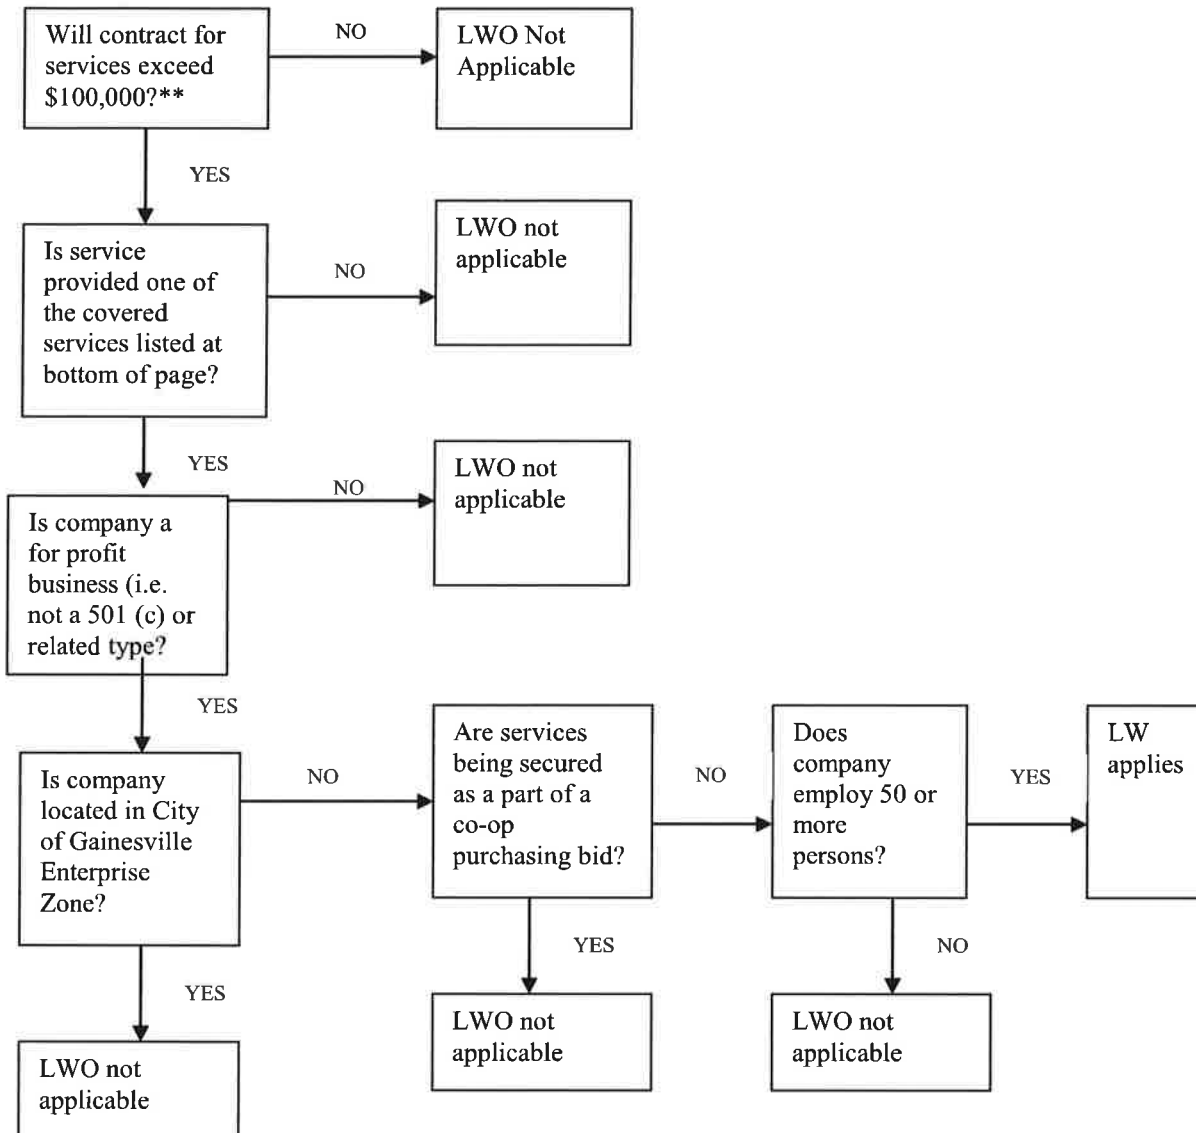 Will contract for
services exceed
$100,000?**
NO
LWO Not
Applicable
YES
Is service
provided one of
the covered
services listed at
bottom of page?
NO
LWO not
applicable
YES
Is company a
for profit
business (i.e.
not a 501 (c) or
related type?
NO
LWO not
applicable
YES
Is company
located in City
of Gainesville
Enterprise
Zone?
NO
Are services
being secured
as a part of a
co-op
purchasing bid?
NO
Does
company
employ 50 or
more
persons?
YES
LW
applies
YES
LWO not
applicable
YES
LWO not
applicable
NO
LWO not
applicable